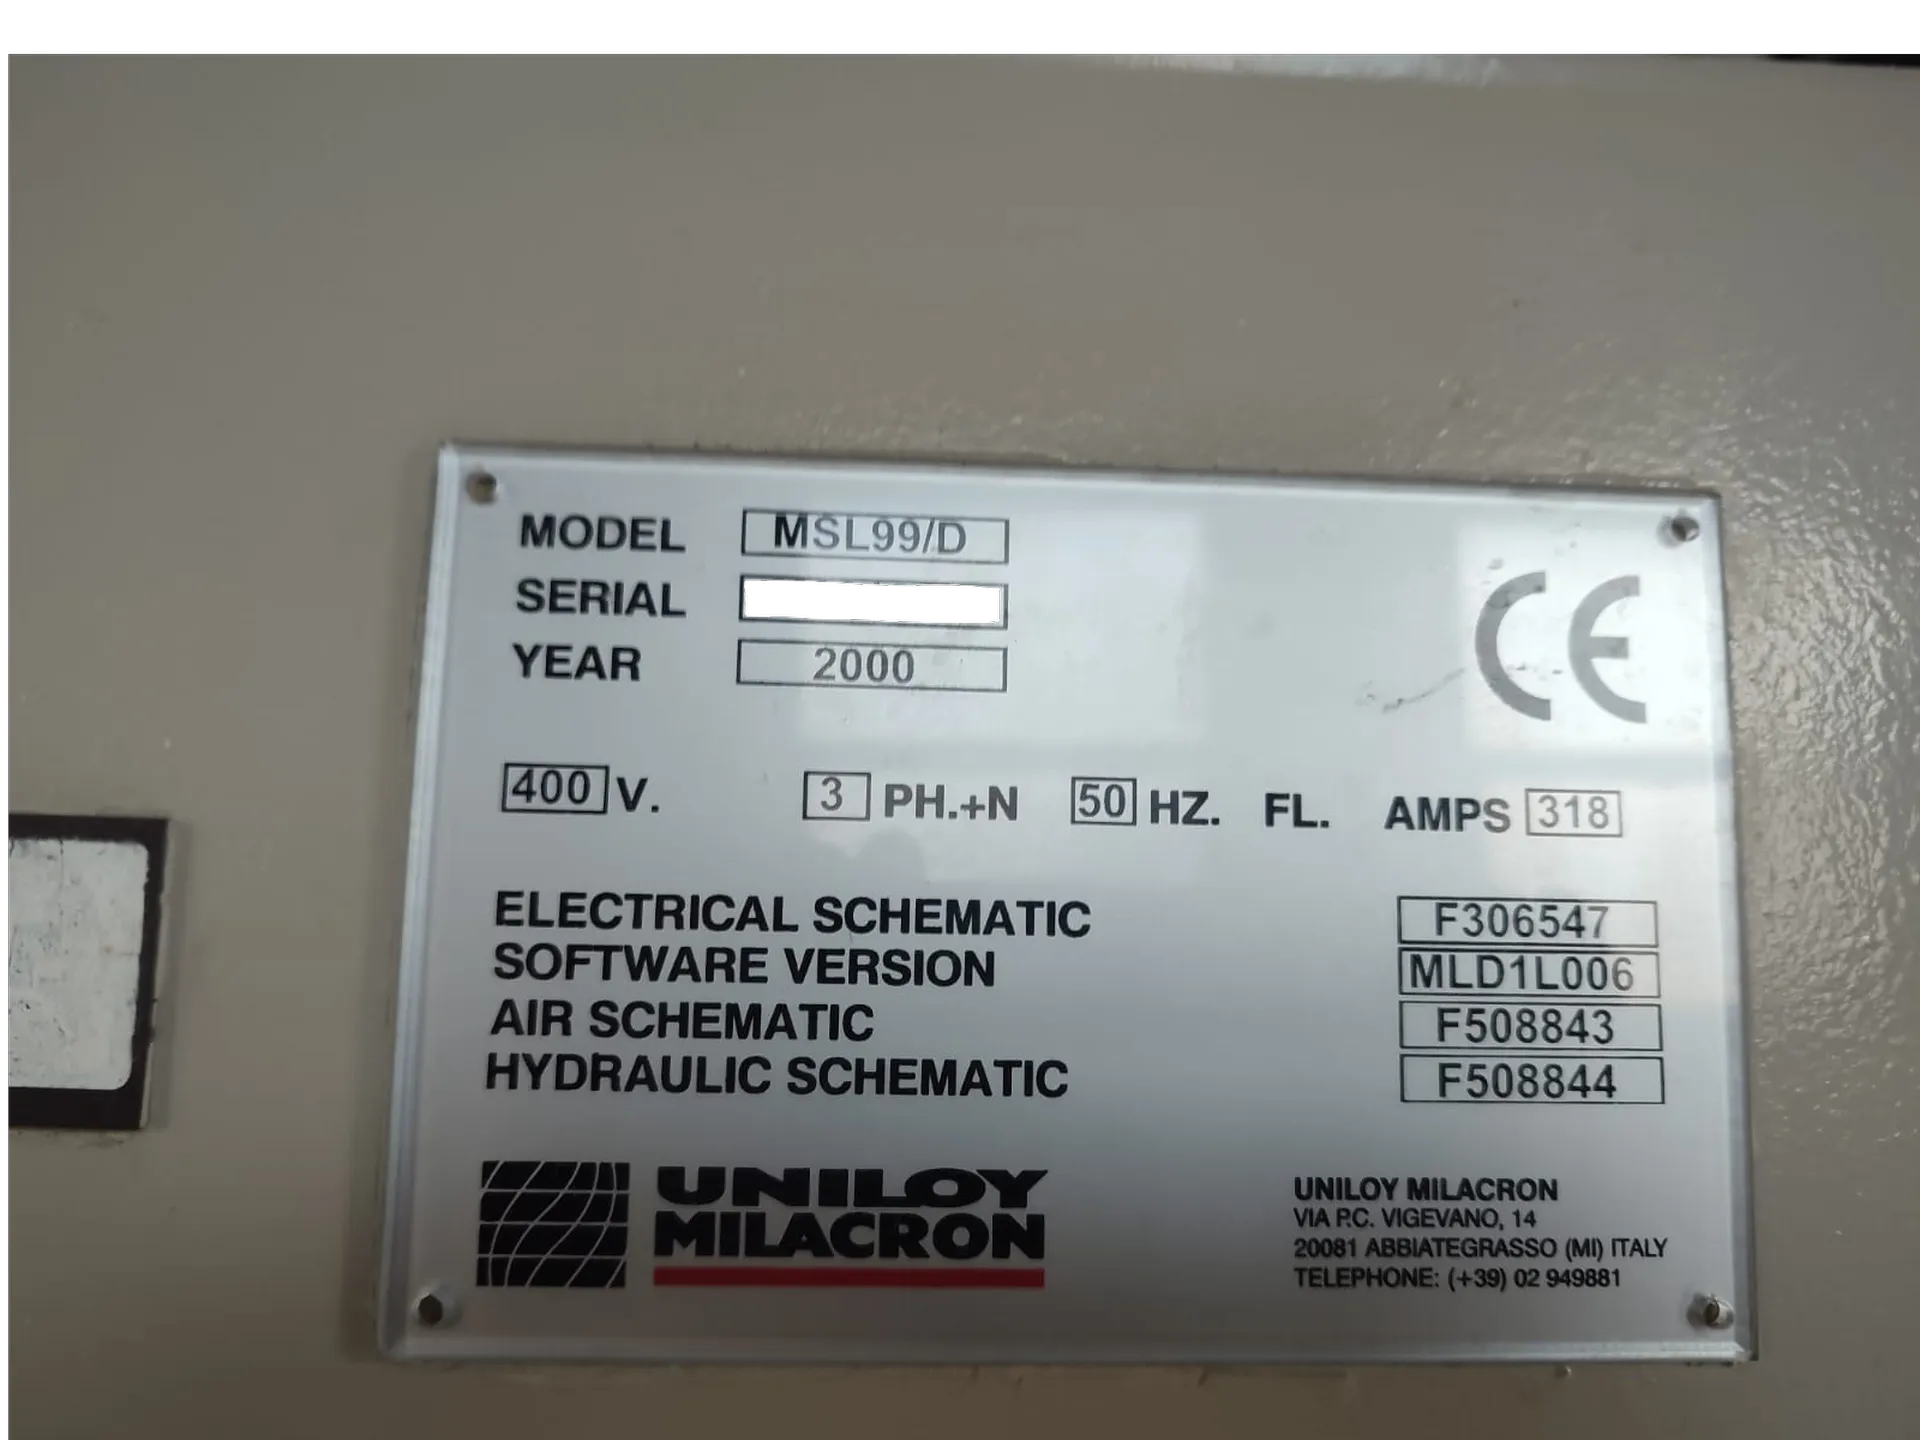 MODEL MSL99/D
SERIAL
YEAR 2000
CE
400 V. 3 PH.+N 50 HZ. FL. AMPS 318
ELECTRICAL SCHEMATIC F306547
SOFTWARE VERSION MLD1L006
AIR SCHEMATIC F508843
HYDRAULIC SCHEMATIC F508844
UNILOY
MILACRON
UNILOY MILACRON
VIA P.C. VIGEVANO, 14
20081 ABBIATEGRASSO (MI) ITALY
TELEPHONE: (+39) 02 949881